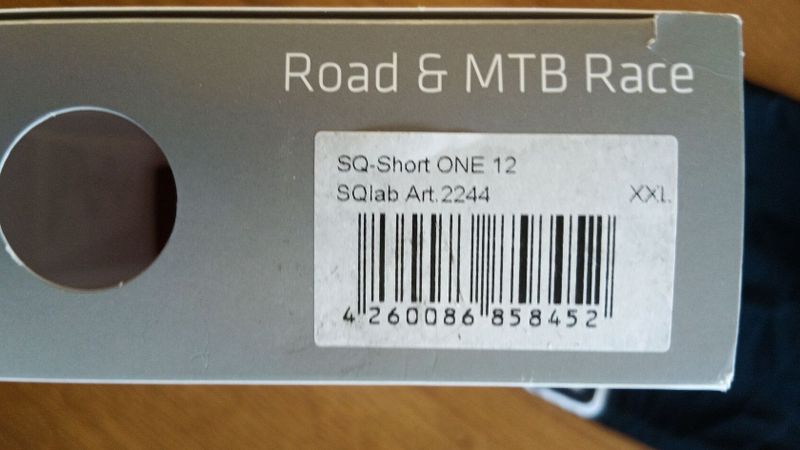 Road & MTB Race
SQ-Short ONE 12
SQlab Art.2244 XXL
4 260086 858452